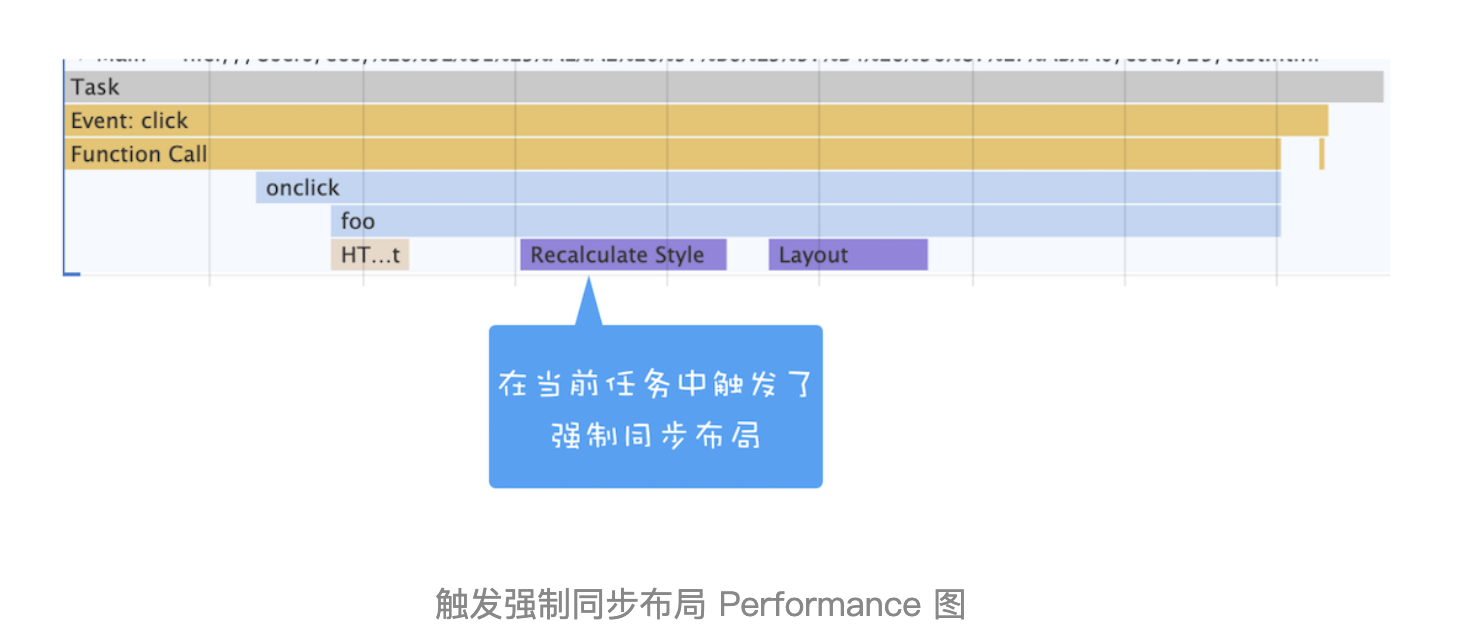 Task
Event: click
Function Call
onclick
foo
HT...t
Recalculate Style
Layout
在当前任务中触发了
强制同步布局
触发强制同步布局 Performance 图